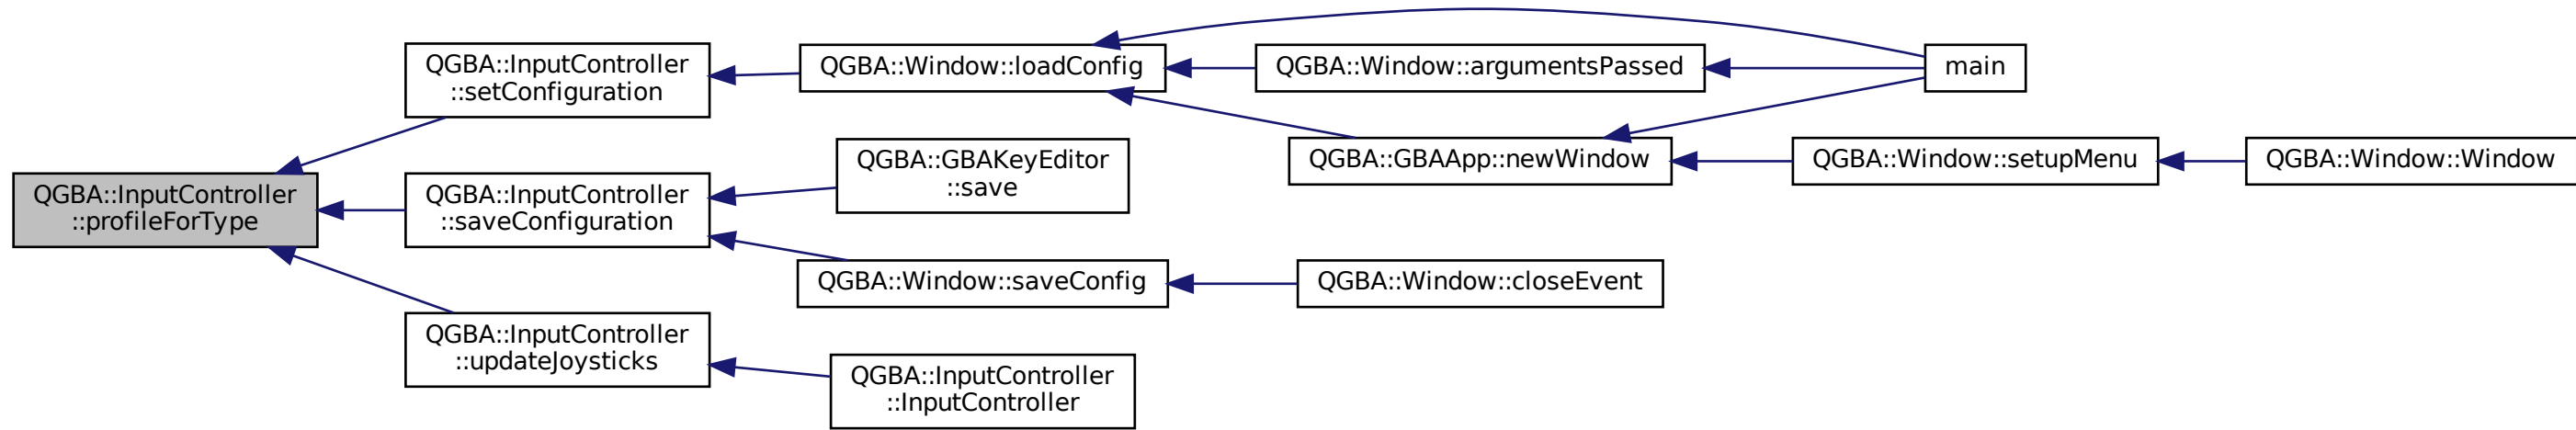 QGBA::InputController
::profileForType
QGBA::InputController
::setConfiguration
QGBA::InputController
::saveConfiguration
QGBA::InputController
::updateJoysticks
QGBA::Window::loadConfig
QGBA::GBAKeyEditor
::save
QGBA::Window::saveConfig
QGBA::InputController
::InputController
QGBA::Window::argumentsPassed
QGBA::GBAApp::newWindow
QGBA::Window::closeEvent
main
QGBA::Window::setupMenu
QGBA::Window::Window